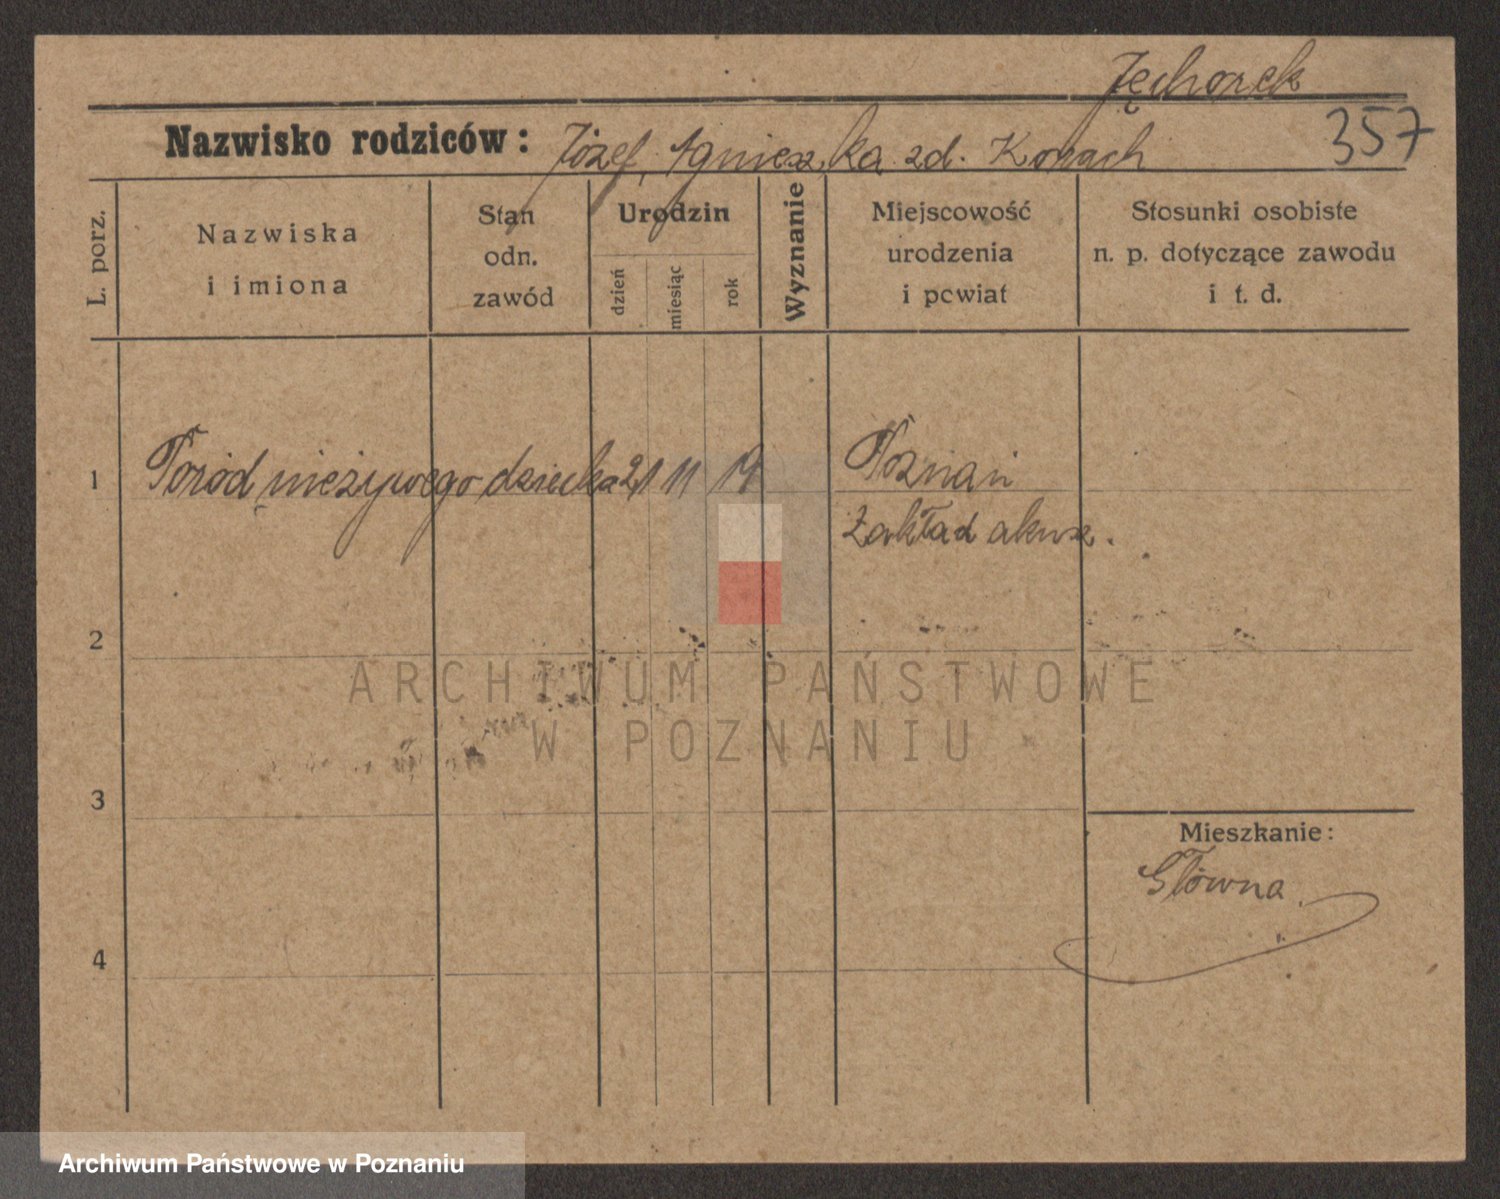 Jęchorek
Nazwisko rodziców: Józef, Agnieszka zd. Konach 357
L. porz.
Nazwiska
i imiona
Stan
odn.
zawód
Urodzin
dzień
miesiąc
rok
Wyznanie
Miejscowość
urodzenia
i powiat
Stosunki osobiste
n. p. dotyczące zawodu
i t. d.
1 Poród nieżywego dziecka 21 11 19 Poznań
Zakład akusz.
2
ARCHIWUM PAŃSTWOWE
W POZNANIU
3
Mieszkanie:
Główna.
4
Archiwum Państwowe w Poznaniu